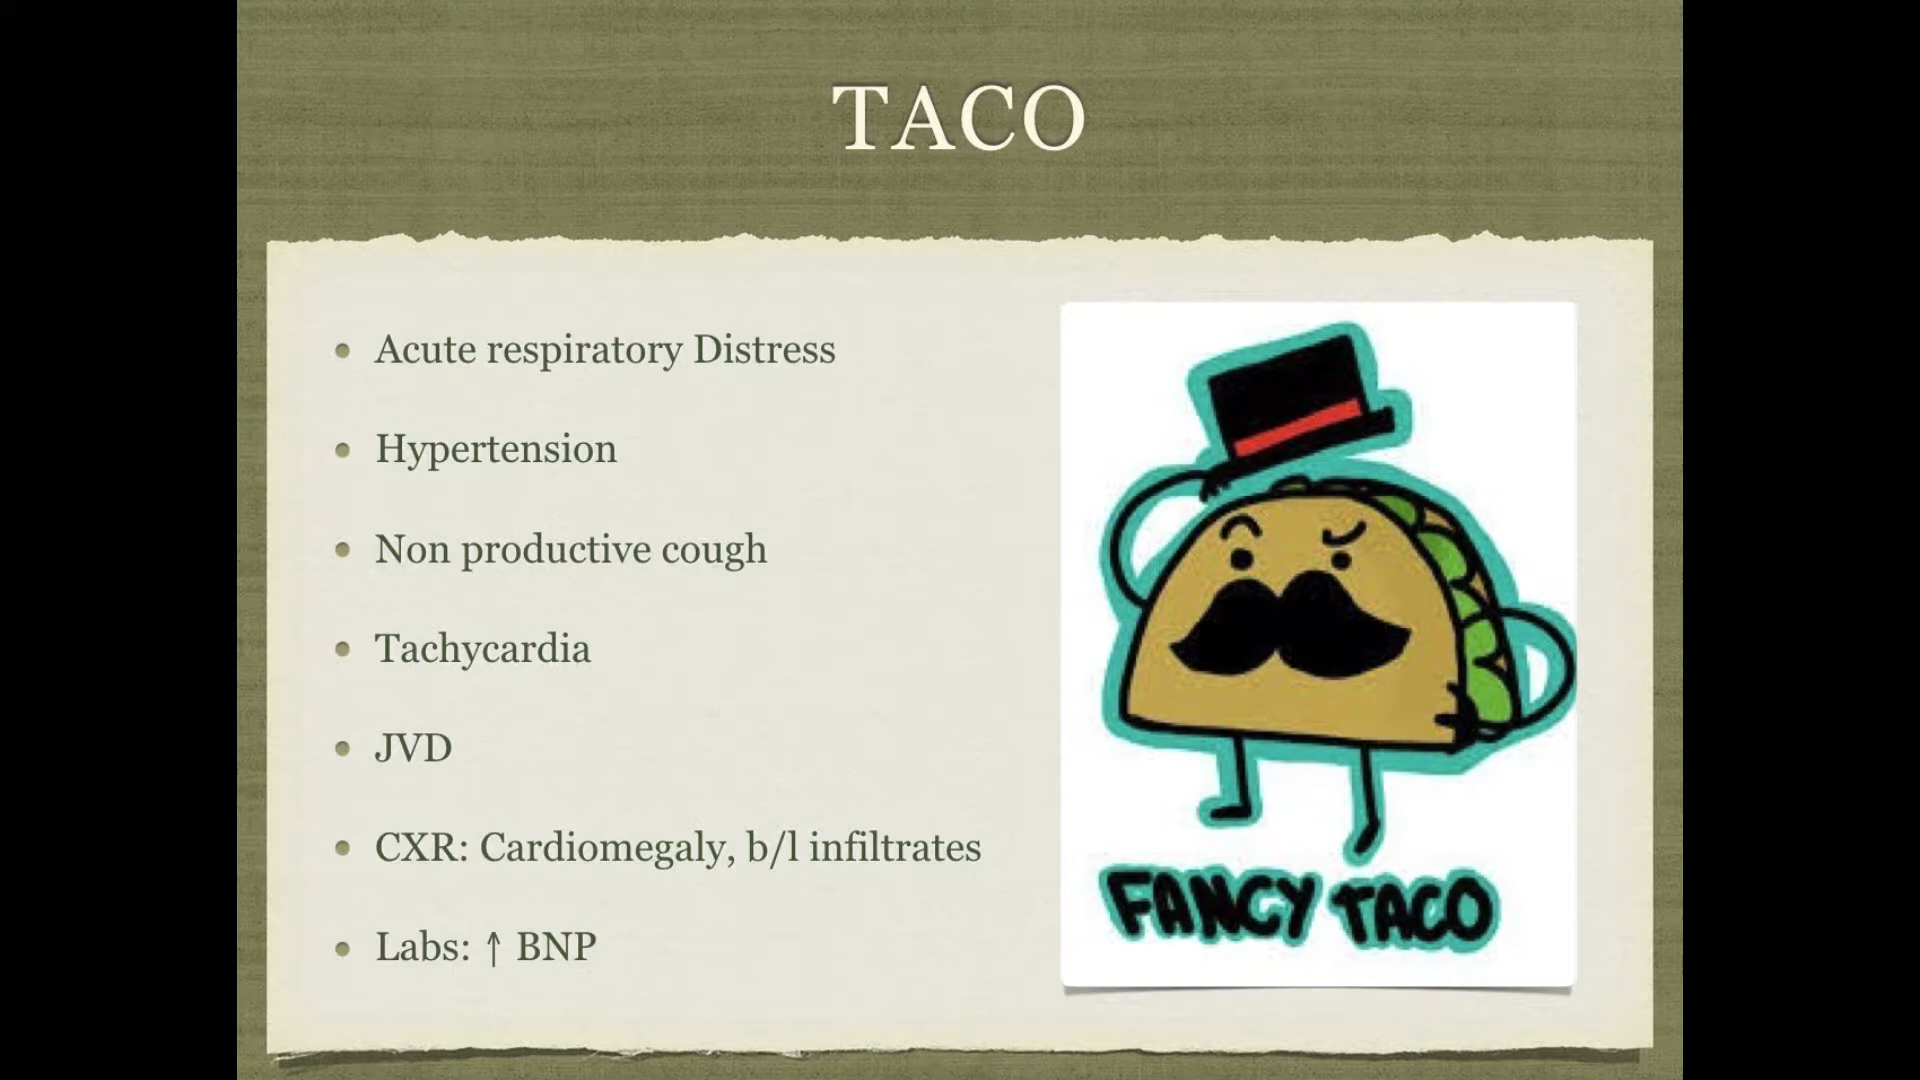 TACO
Acute respiratory Distress
Hypertension
Non productive cough
Tachycardia
JVD
CXR: Cardiomegaly, b/l infiltrates
Labs: ↑ BNP
FANCY TACO